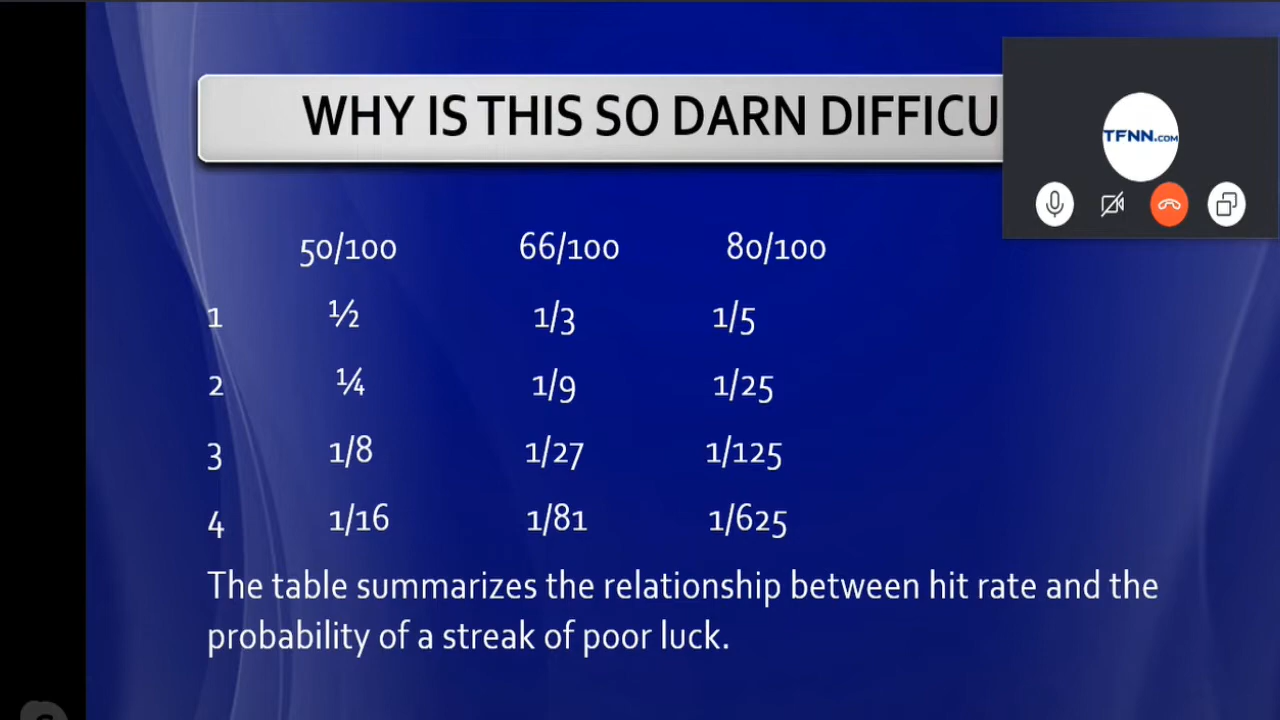 WHY IS THIS SO DARN DIFFICU
TFNN.COM
50/100 66/100 80/100
1 ½ 1/3 1/5
2 ¼ 1/9 1/25
3 1/8 1/27 1/125
4 1/16 1/81 1/625
The table summarizes the relationship between hit rate and the
probability of a streak of poor luck.